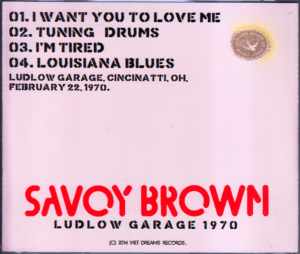 01. I WANT YOU TO LOVE ME
02. TUNING DRUMS
03. I'M TIRED
04. LOUISIANA BLUES
LUDLOW GARAGE, CINCINATTI, OH.
FEBRUARY 22, 1970.
SAVOY BROWN
LUDLOW GARAGE 1970
(C) 2014 WET DREAMS RECORDS.